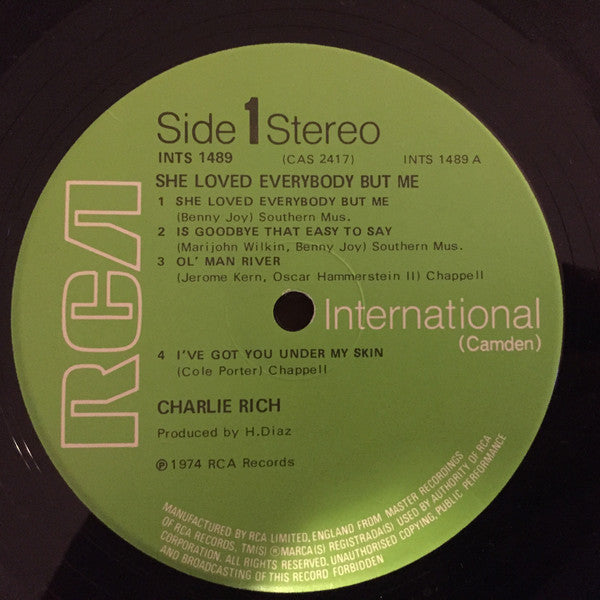 Side 1 Stereo
INTS 1489 (CAS 2417) INTS 1489 A
SHE LOVED EVERYBODY BUT ME
1 SHE LOVED EVERYBODY BUT ME
(Benny Joy) Southern Mus.
2 IS GOODBYE THAT EASY TO SAY
(Marijohn Wilkin, Benny Joy) Southern Mus.
3 OL' MAN RIVER
(Jerome Kern, Oscar Hammerstein II) Chappell
RCA
International
(Camden)
4 I'VE GOT YOU UNDER MY SKIN
(Cole Porter) Chappell
CHARLIE RICH
Produced by H.Diaz
℗ 1974 RCA Records
MANUFACTURED BY RCA LIMITED, ENGLAND FROM MASTER RECORDINGS
OF RCA RECORDS. TM(S) ® MARCA(S) REGISTRADA(S) USED BY AUTHORITY OF RCA
CORPORATION. ALL RIGHTS RESERVED. UNAUTHORISED COPYING, PUBLIC PERFORMANCE
AND BROADCASTING OF THIS RECORD FORBIDDEN